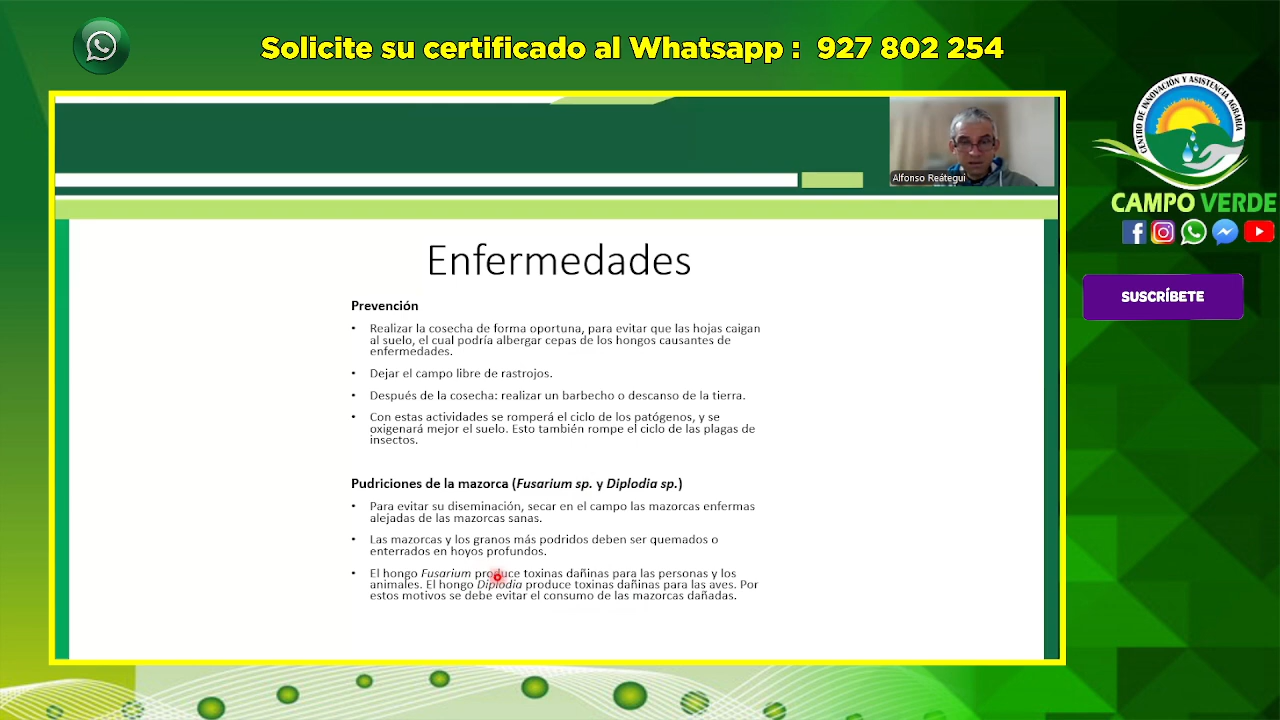 Solicite su certificado al Whatsapp :  927 802 254
CENTRO DE INNOVACIÓN Y ASISTENCIA AGRARIA
CAMPO VERDE
SUSCRÍBETE
Alfonso Reátegui
Enfermedades
Prevención
• Realizar la cosecha de forma oportuna, para evitar que las hojas caigan
al suelo, el cual podría albergar cepas de los hongos causantes de
enfermedades.
• Dejar el campo libre de rastrojos.
• Después de la cosecha: realizar un barbecho o descanso de la tierra.
• Con estas actividades se romperá el ciclo de los patógenos, y se
oxigenará mejor el suelo. Esto también rompe el ciclo de las plagas de
insectos.
Pudriciones de la mazorca (Fusarium sp. y Diplodia sp.)
• Para evitar su diseminación, secar en el campo las mazorcas enfermas
alejadas de las mazorcas sanas.
• Las mazorcas y los granos más podridos deben ser quemados o
enterrados en hoyos profundos.
• El hongo Fusarium produce toxinas dañinas para las personas y los
animales. El hongo Diplodia produce toxinas dañinas para las aves. Por
estos motivos se debe evitar el consumo de las mazorcas dañadas.